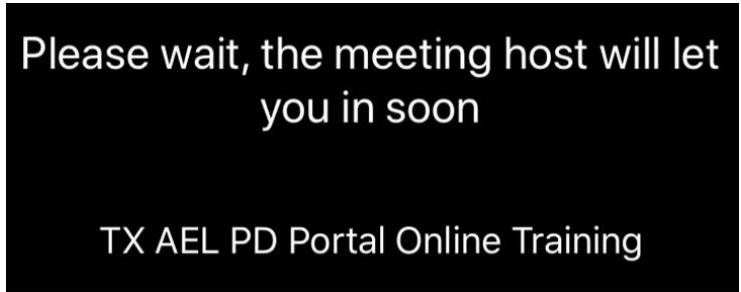 Please wait, the meeting host will let
you in soon
TX AEL PD Portal Online Training